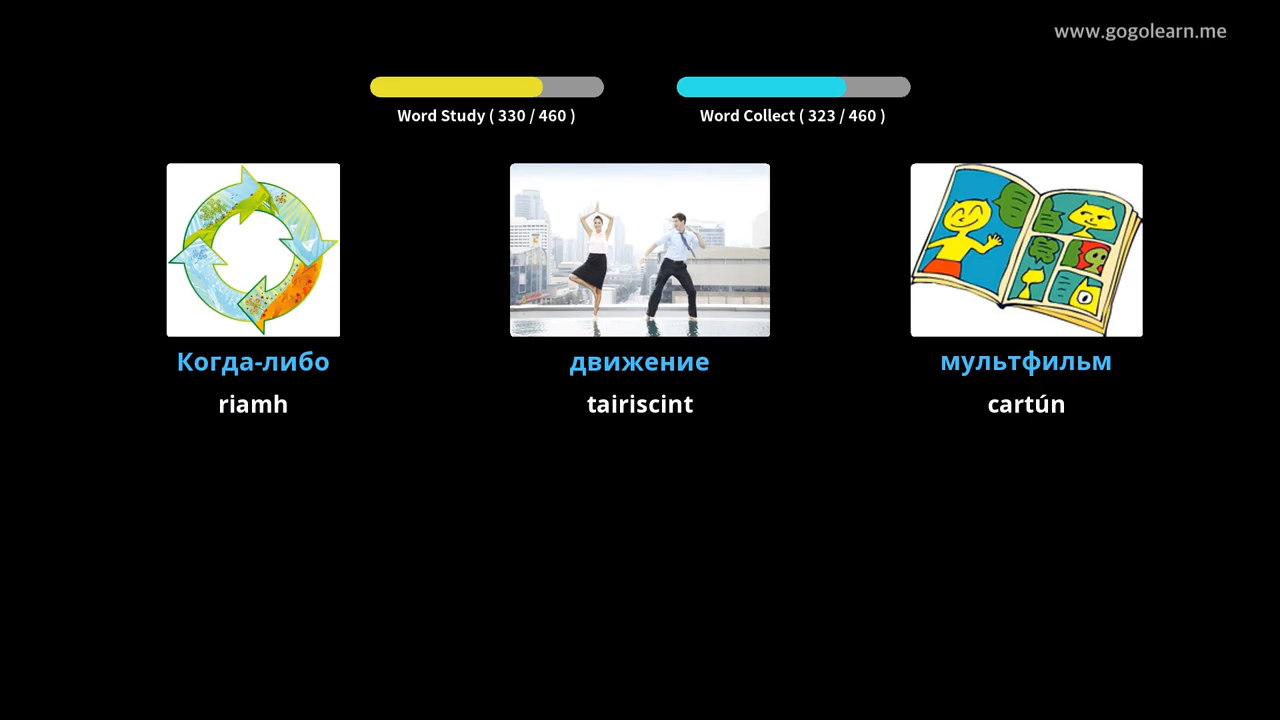 www.gogolearn.me
Word Study ( 330 / 460 )
Word Collect ( 323 / 460 )
Когда-либо
движение
мультфильм
riamh
tairiscint
cartún